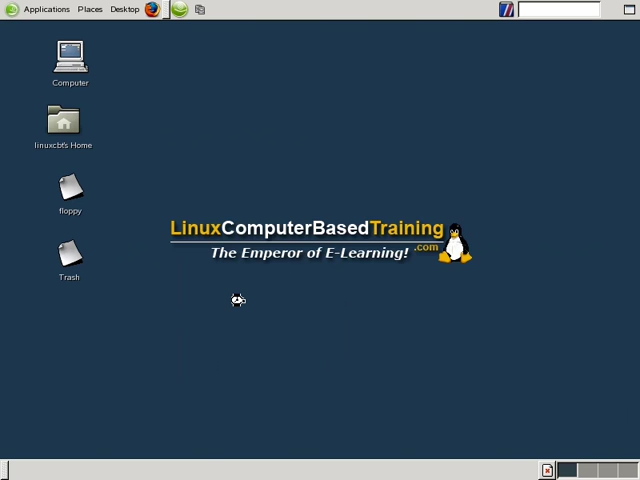 Applications Places Desktop
Computer
linuxcbt's Home
floppy
Trash
LinuxComputerBasedTraining
.com
The Emperor of E-Learning!